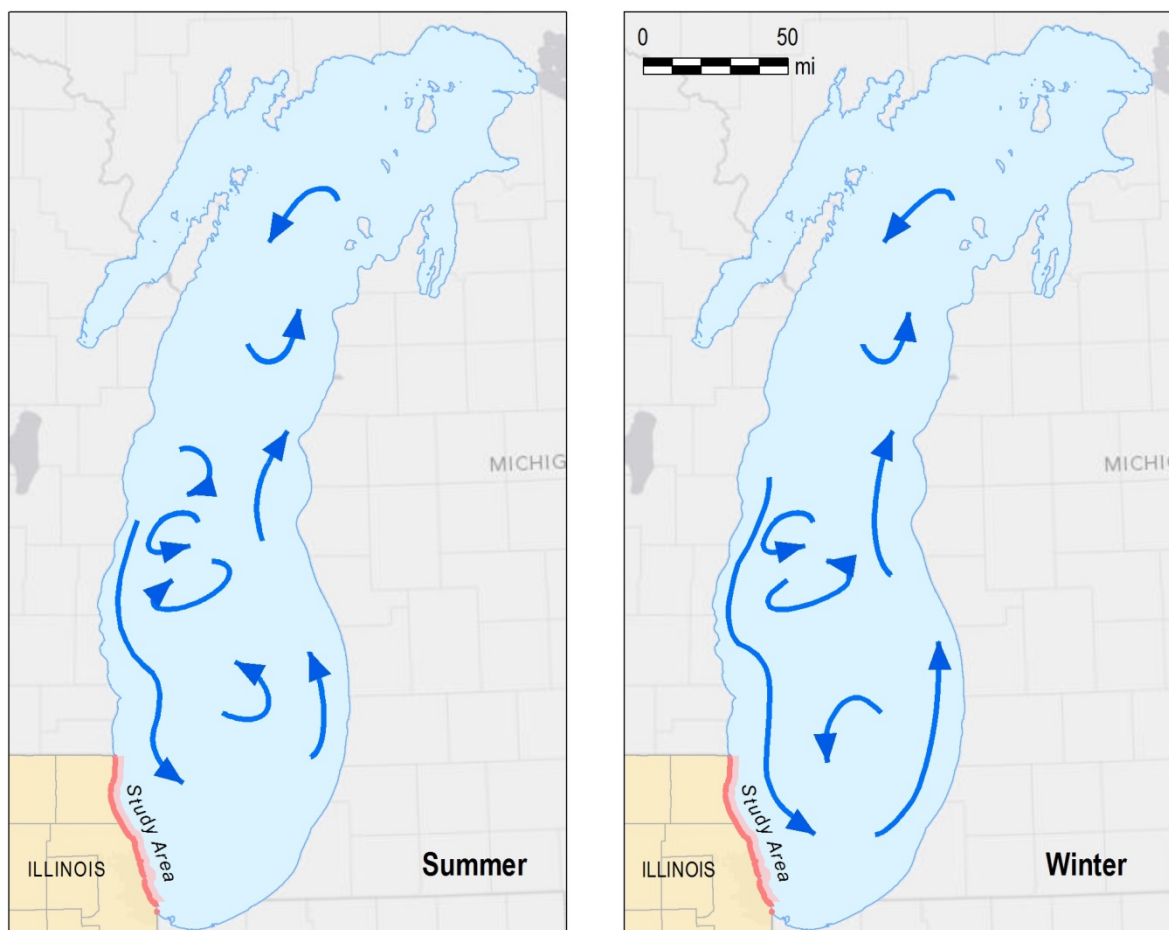 MICHIG
Study Area
ILLINOIS
Summer
0 50
mi
MICHIG
Study Area
ILLINOIS
Winter